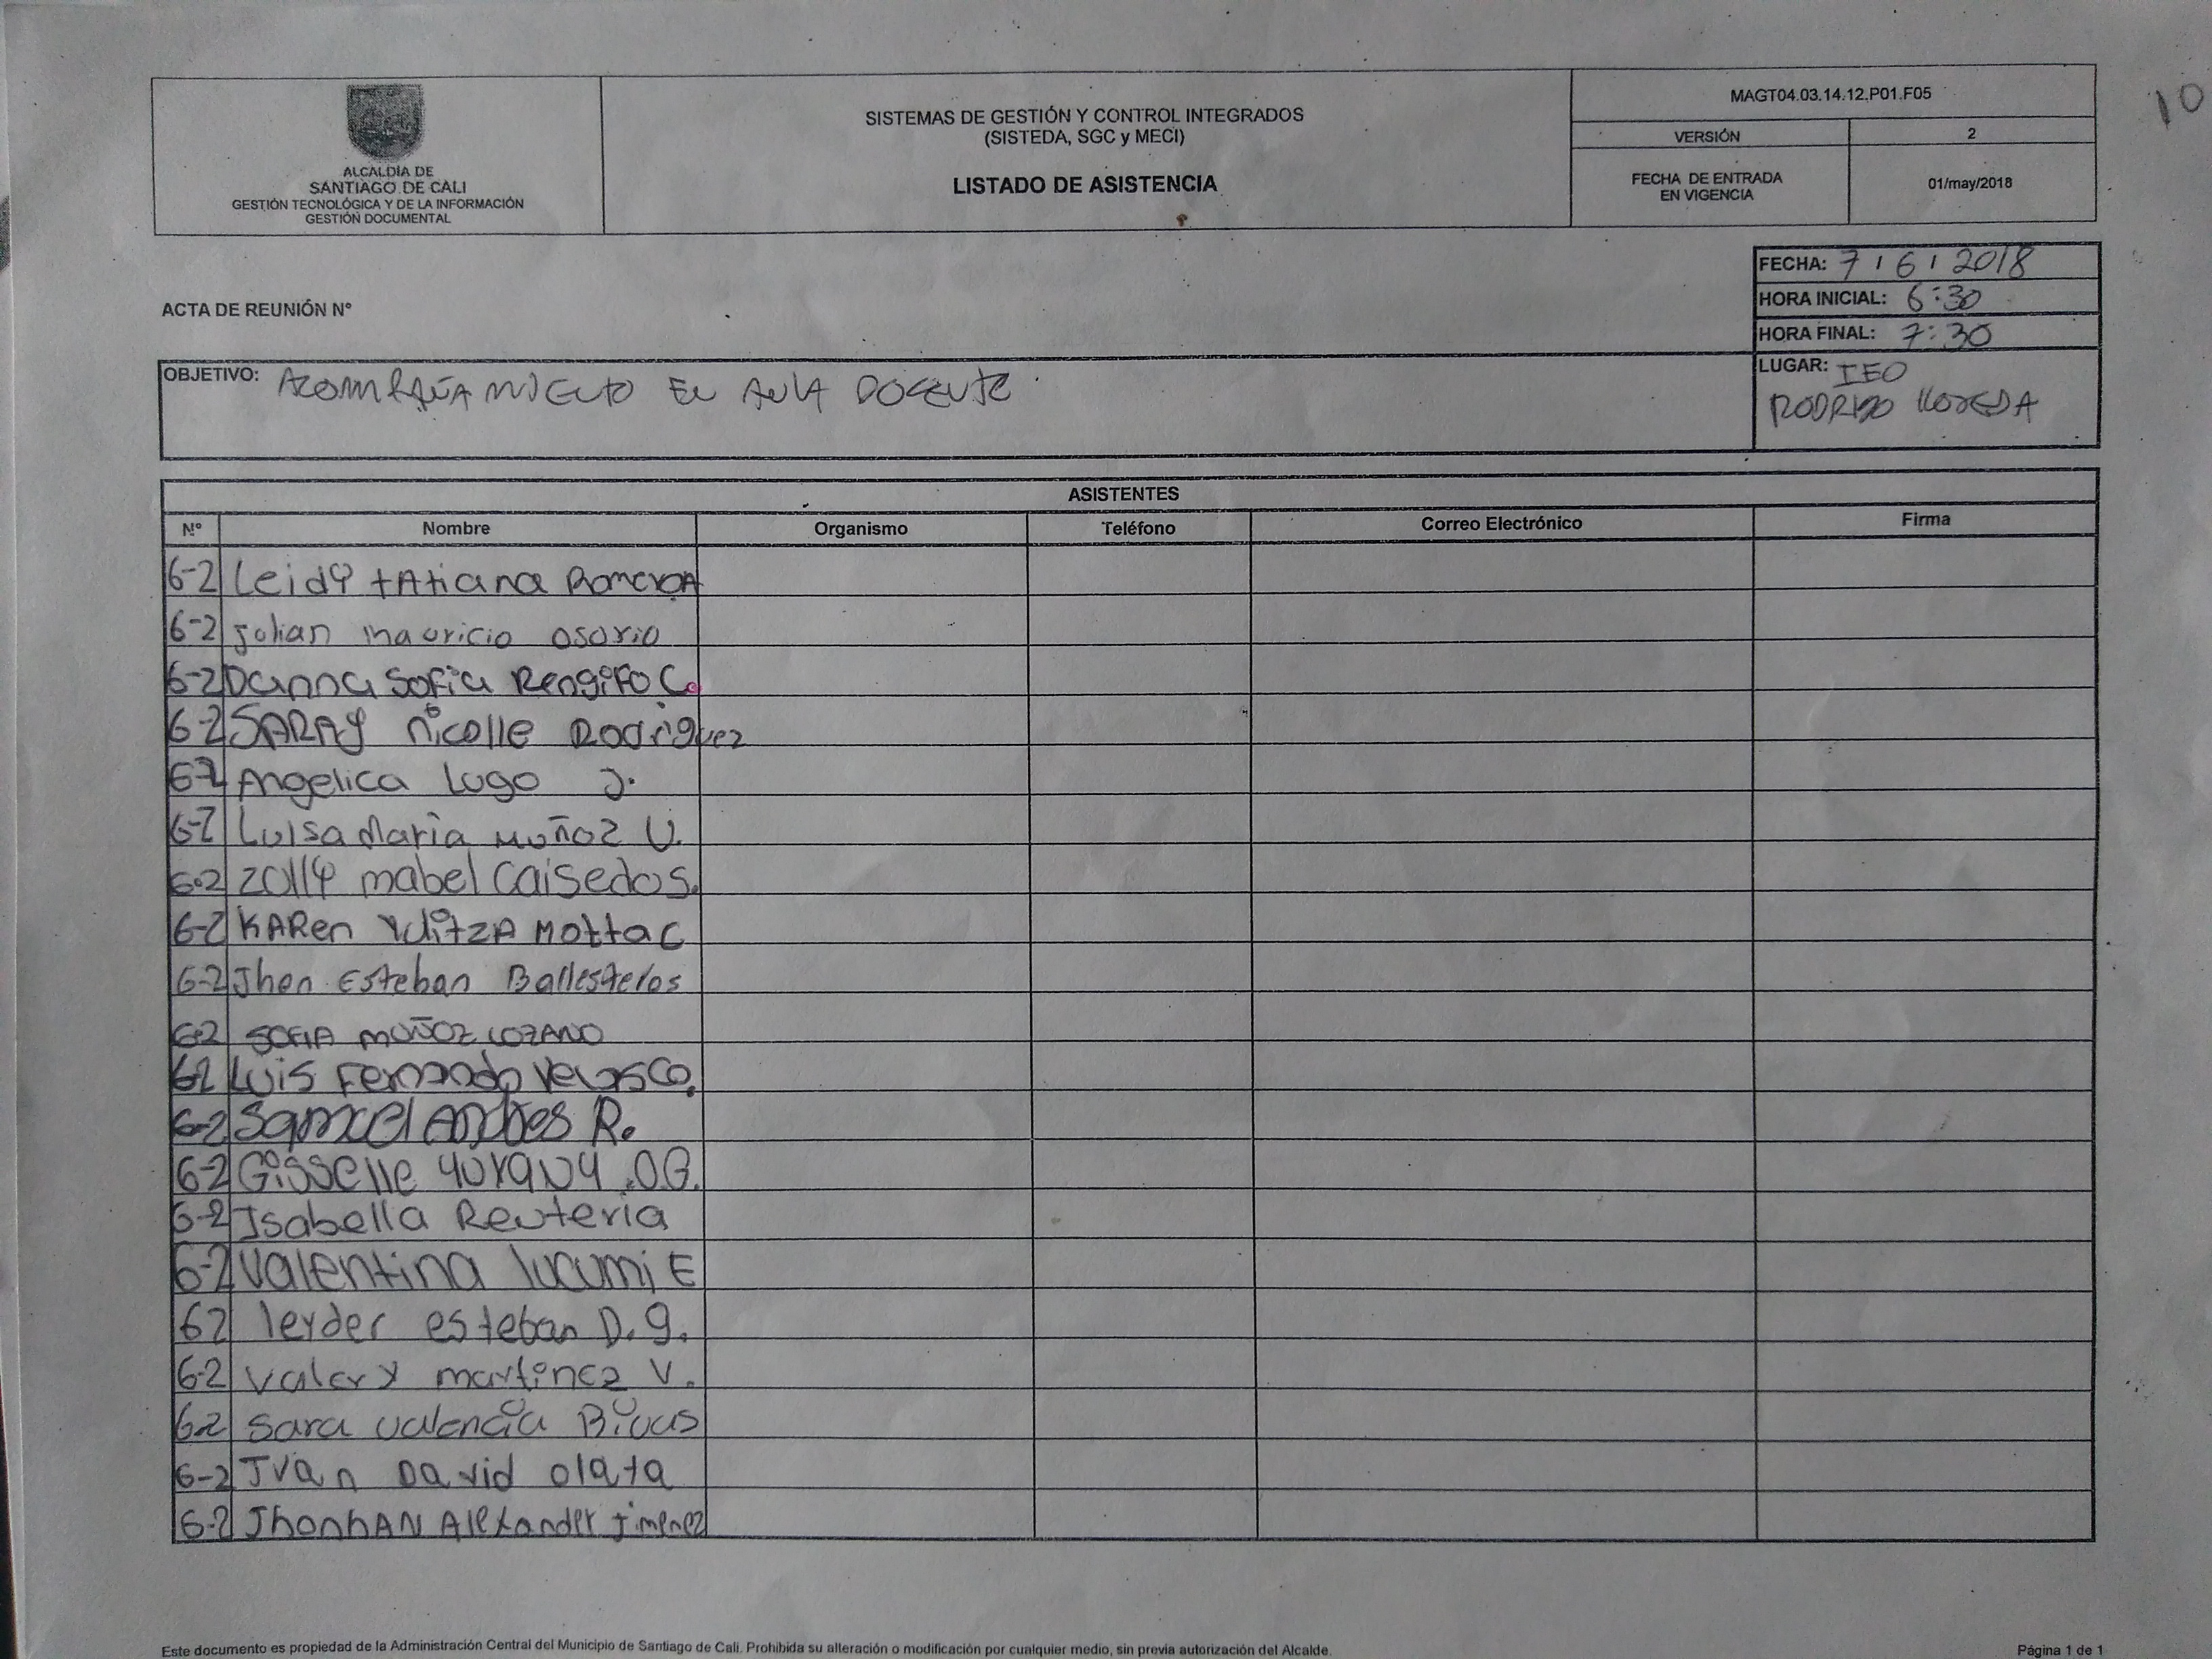 10
ALCALDÍA DE
SANTIAGO DE CALI
GESTIÓN TECNOLÓGICA Y DE LA INFORMACIÓN
GESTIÓN DOCUMENTAL
SISTEMAS DE GESTIÓN Y CONTROL INTEGRADOS
(SISTEDA, SGC y MECI)
LISTADO DE ASISTENCIA
MAGT04.03.14.12.P01.F05
VERSIÓN 2
FECHA DE ENTRADA
EN VIGENCIA
01/may/2018
FECHA: 7 / 6 / 2018
HORA INICIAL: 6:30
HORA FINAL: 7:30
ACTA DE REUNIÓN N°
OBJETIVO: ACOMPAÑAMIENTO EN AULA DOCENTE
LUGAR: IEO
RODRIGO LLOREDA
ASISTENTES
N° Nombre Organismo Teléfono Correo Electrónico Firma
6-2 Leidy tAtiana Romero A
6-2 julian mauricio osorio
6-2 Danna Sofia Rengifo C.
6-2 SARAy nicolle Rodriguez
6-2 Angelica Lugo J.
6-2 Luisa Maria Muñoz V.
6-2 zully mabel Caisedo S.
6-2 KARen YulitzA Motta C
6-2 Jhon Esteban Ballesteros
6-2 SOFIA MUÑOZ LOZANO
6-2 Luis Fernando Velasco.
6-2 Samuel Andres R.
6-2 Gisselle yurany .O.G.
6-2 Isabella Renteria
6-2 Valentina lucumi E
62 leyder esteban D. g.
6-2 Valery martinez V.
6-2 Sara Valencia Bivas
6-2 Ivan David olata
6-2 JhonhAN Alexander jimenez
Este documento es propiedad de la Administración Central del Municipio de Santiago de Cali. Prohibida su alteración o modificación por cualquier medio, sin previa autorización del Alcalde.
Página 1 de 1